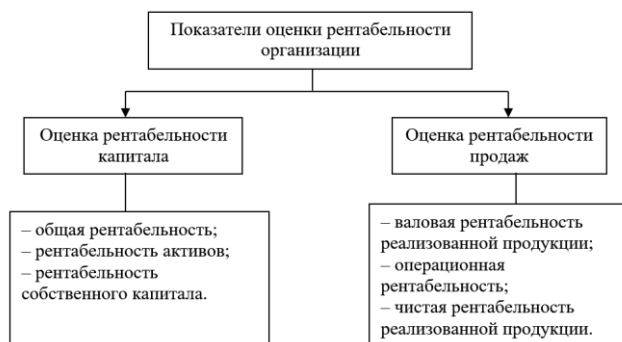 Показатели оценки рентабельности
организации
Оценка рентабельности
капитала
Оценка рентабельности
продаж
– общая рентабельность;
– рентабельность активов;
– рентабельность
собственного капитала.
– валовая рентабельность
реализованной продукции;
– операционная
рентабельность;
– чистая рентабельность
реализованной продукции.